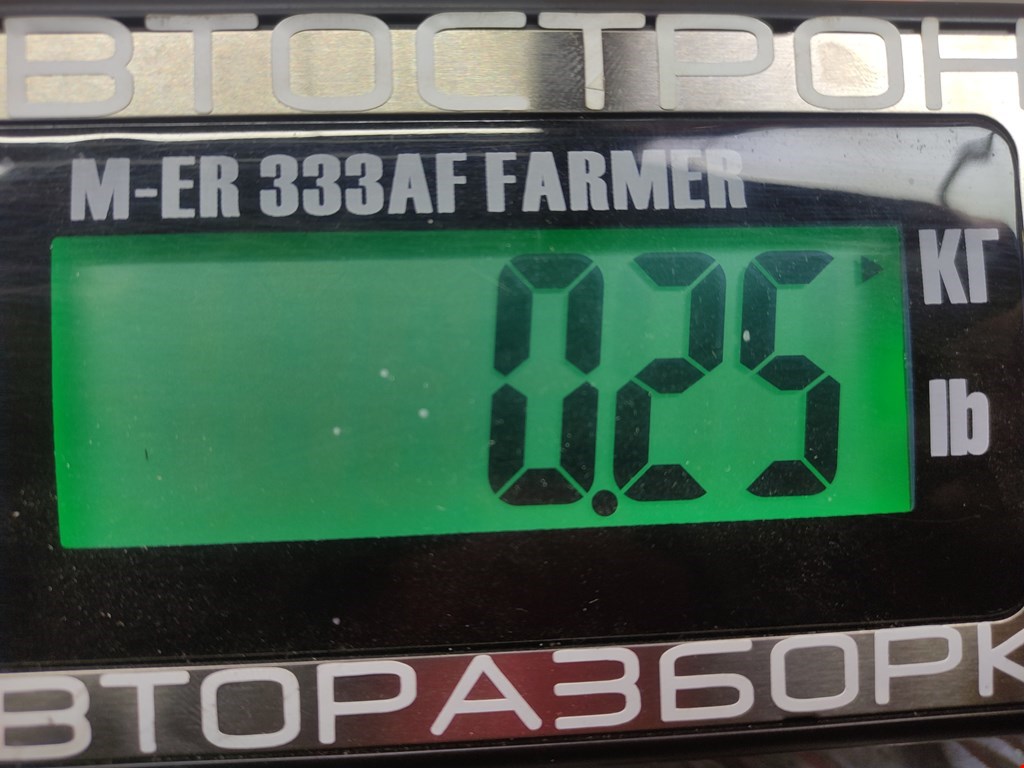 ВТОСТРОН
M-ER 333AF FARMER
0.25
КГ
lb
ВТОРАЗБОРК